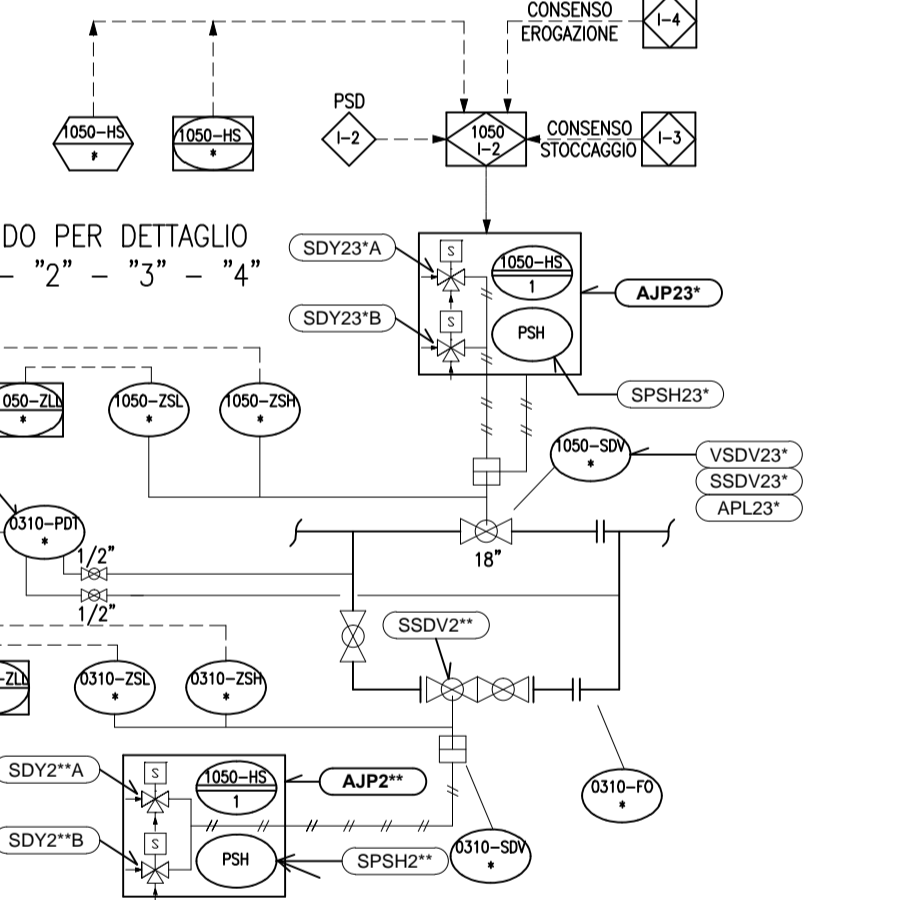 CONSENSO
EROGAZIONE
I-4
PSD
1050-HS
*
1050-HS
*
I-2
1050
I-2
CONSENSO
STOCCAGGIO
I-3
DO PER DETTAGLIO
- "2" - "3" - "4"
SDY23*A
S
1050-HS
1
AJP23*
SDY23*B
S
PSH
SPSH23*
050-ZLL
*
1050-ZSL
*
1050-ZSH
*
1050-SDV
*
VSDV23*
SSDV23*
APL23*
0310-PDT
*
1/2"
18"
1/2"
SSDV2**
-ZLL
0310-ZSL
*
0310-ZSH
*
SDY2**A
S
1050-HS
1
AJP2**
0310-FO
*
SDY2**B
S
PSH
SPSH2**
0310-SDV
*